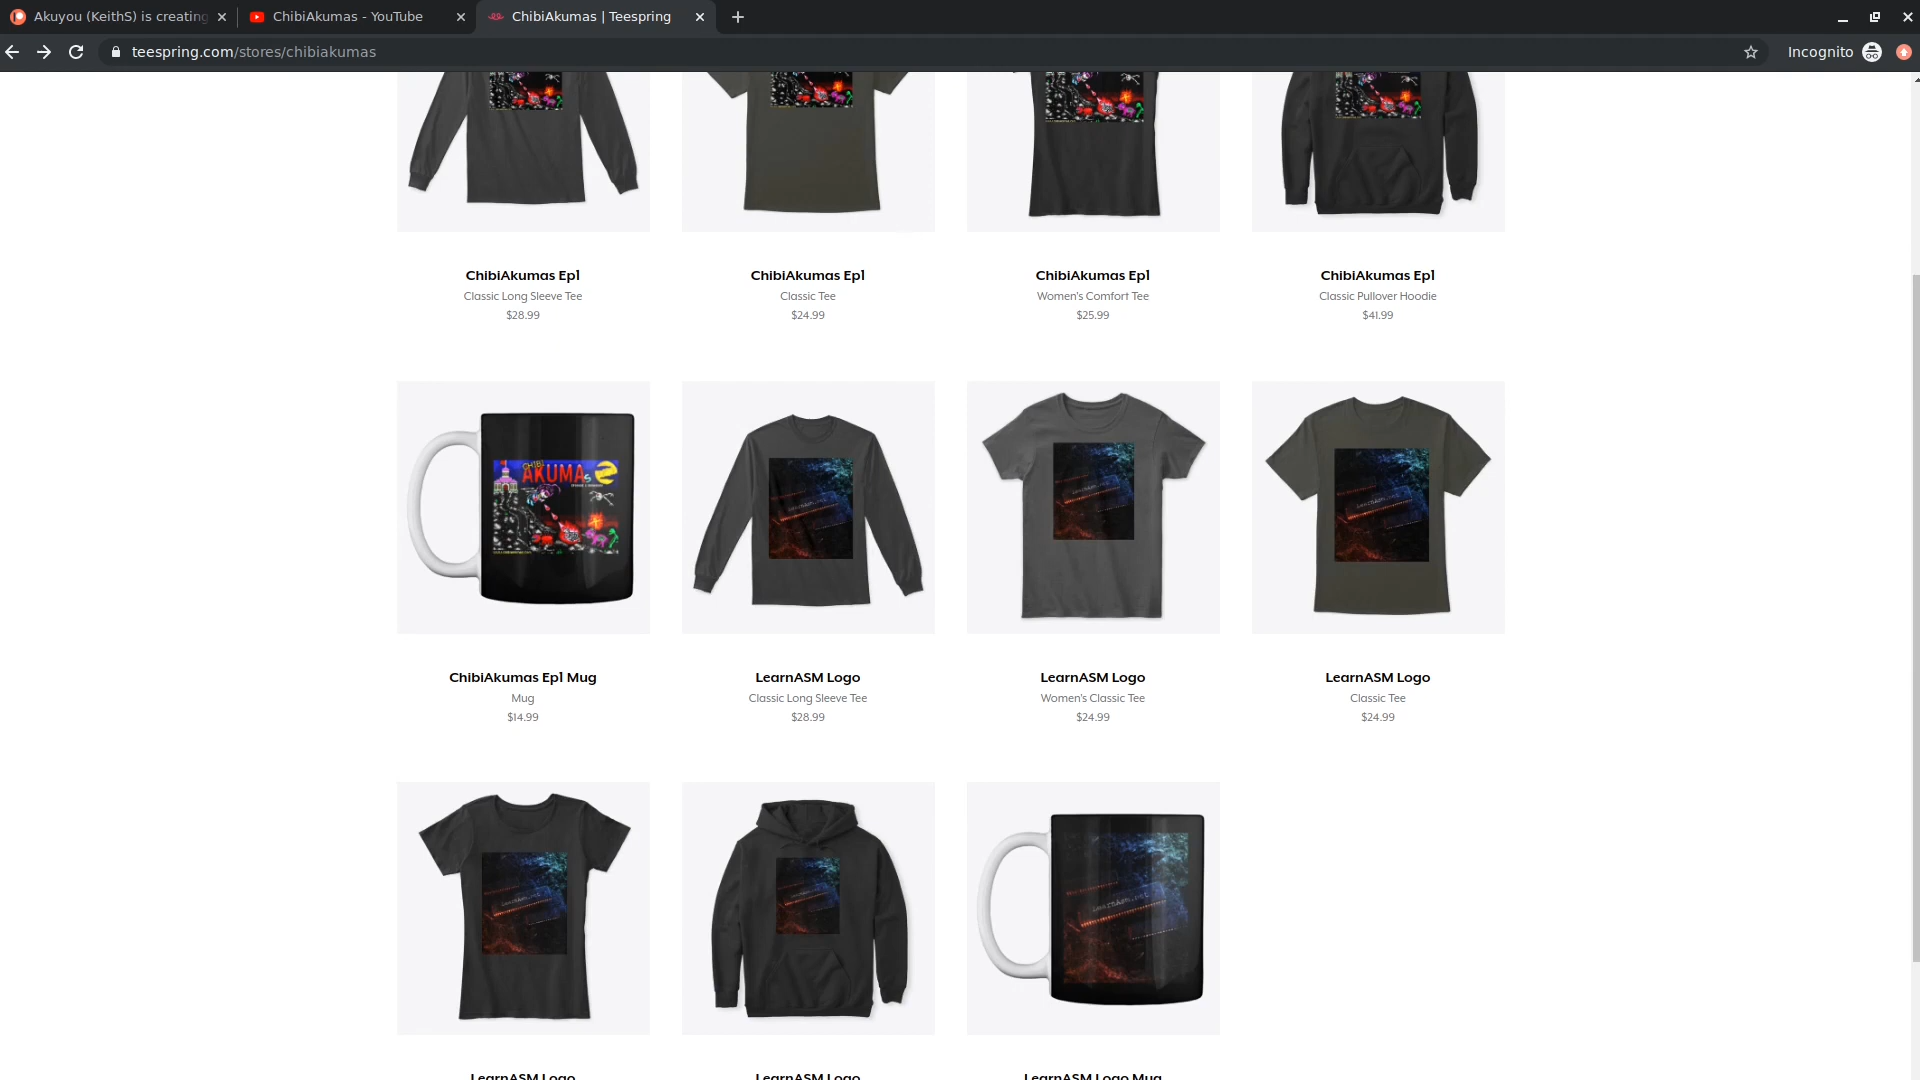 Akuyou (KeithS) is creating
ChibiAkumas - YouTube
ChibiAkumas | Teespring
teespring.com/stores/chibiakumas
Incognito
ChibiAkumas Ep1
Classic Long Sleeve Tee
$28.99
ChibiAkumas Ep1
Classic Tee
$24.99
ChibiAkumas Ep1
Women's Comfort Tee
$25.99
ChibiAkumas Ep1
Classic Pullover Hoodie
$41.99
CHIBI
AKUMAs
ChibiAkumas Ep1 Mug
Mug
$14.99
LearnASM Logo
Classic Long Sleeve Tee
$28.99
LearnASM Logo
Women's Classic Tee
$24.99
LearnASM Logo
Classic Tee
$24.99
LearnAsm.net
LearnASM Logo
LearnASM Logo
LearnASM Logo Mug